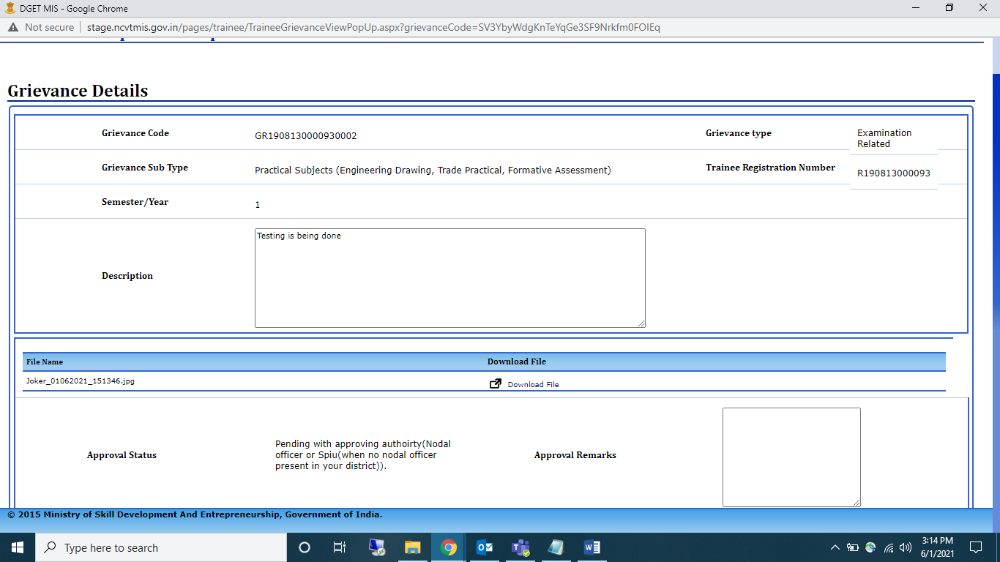 DGET MIS - Google Chrome
Not secure | stage.ncvtmis.gov.in/pages/trainee/TraineeGrievanceViewPopUp.aspx?grievanceCode=SV3YbyWdgKnTeYqGe3SF9Nrkfm0FOIEq
Grievance Details
Grievance Code GR1908130000930002 Grievance type Examination
Related
Grievance Sub Type Practical Subjects (Engineering Drawing, Trade Practical, Formative Assessment) Trainee Registration Number R190813000093
Semester/Year 1
Testing is being done
Description
File Name Download File
Joker_01062021_151346.jpg Download File
Pending with approving authoirty(Nodal
Approval Status officer or Spiu(when no nodal officer Approval Remarks
present in your district)).
© 2015 Ministry of Skill Development And Entrepreneurship, Government of India.
Type here to search
3:14 PM
6/1/2021